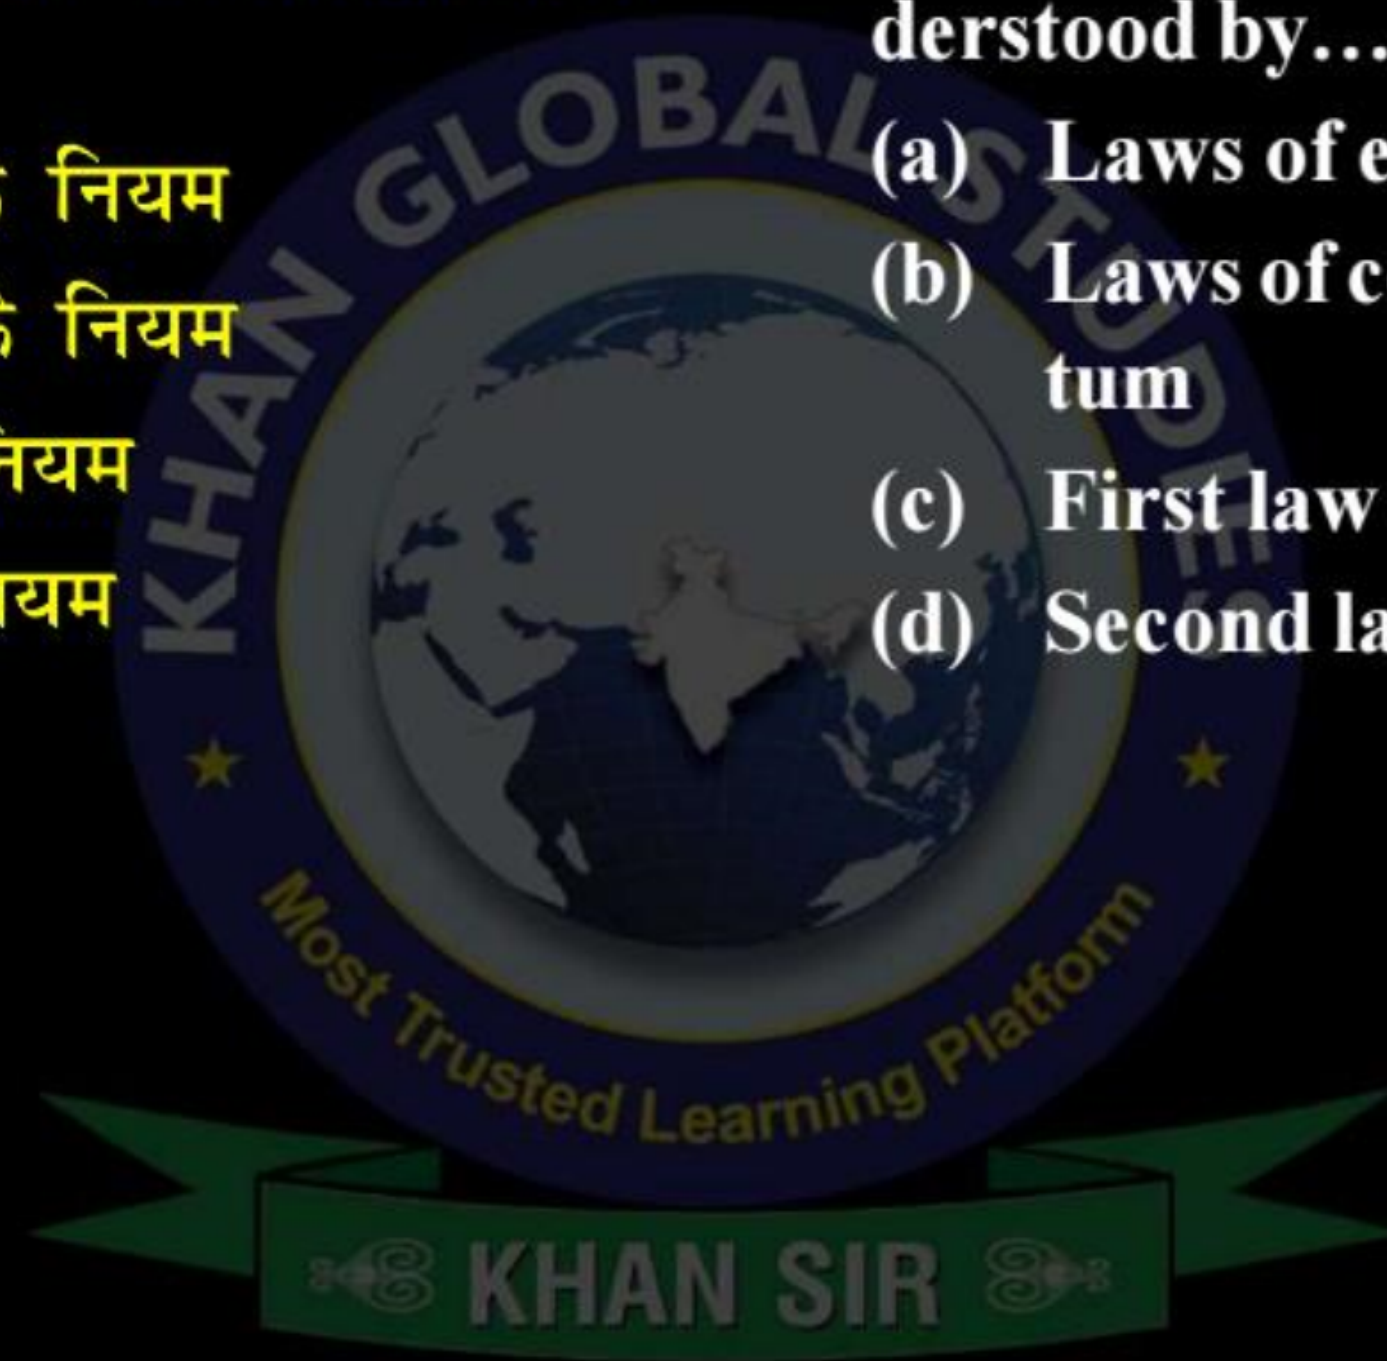 नियम
के नियम
नियम
नियम
derstood by...
(a) Laws of e
(b) Laws of c
tum
(c) First law
(d) Second la
KHAN GLOBAL STUDIES
Most Trusted Learning Platform
KHAN SIR